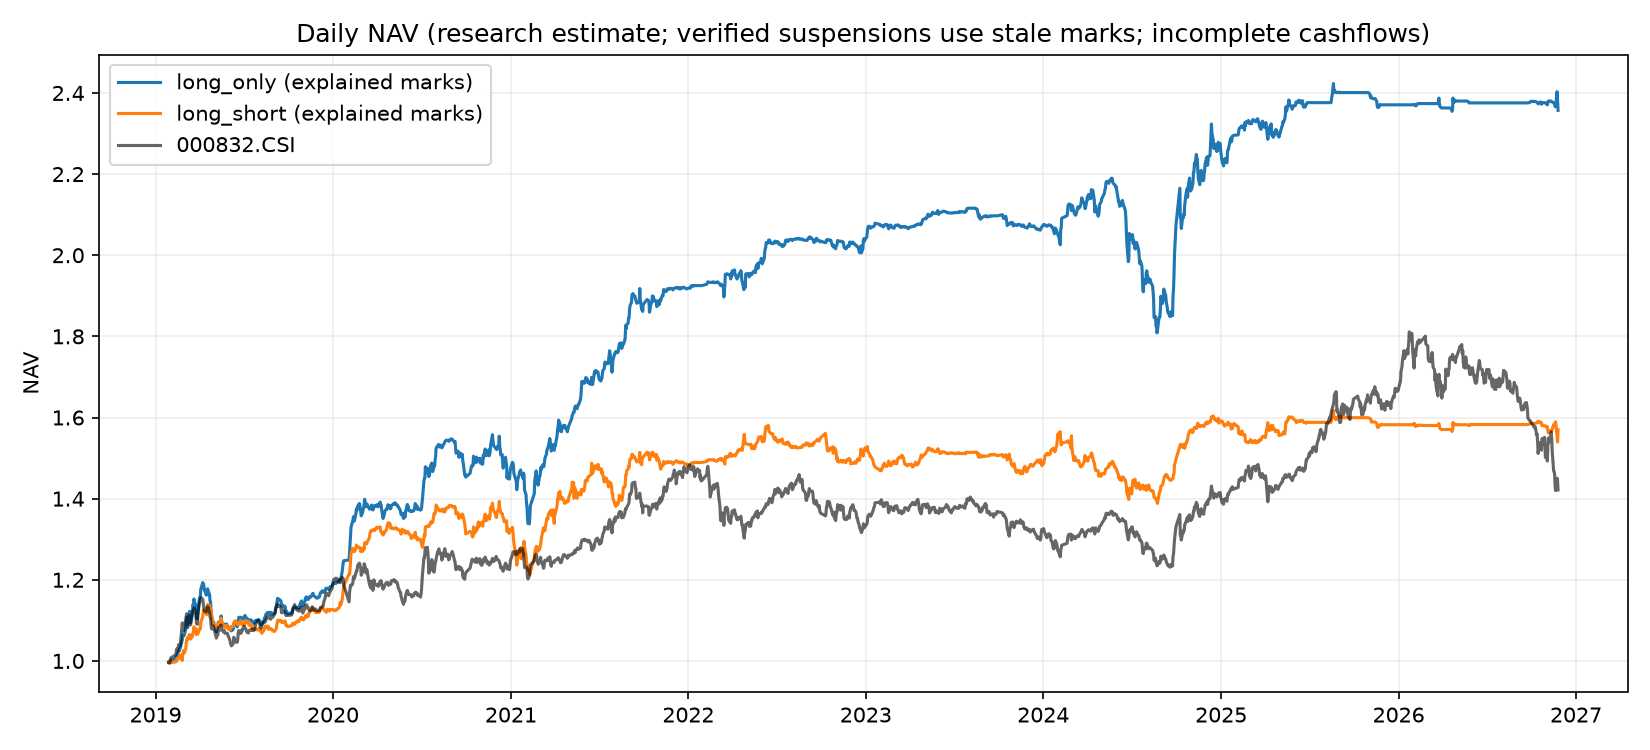 Daily NAV (research estimate; verified suspensions use stale marks; incomplete cashflows)
long_only (explained marks)
long_short (explained marks)
000832.CSI
NAV
2.4
2.2
2.0
1.8
1.6
1.4
1.2
1.0
2019 2020 2021 2022 2023 2024 2025 2026 2027